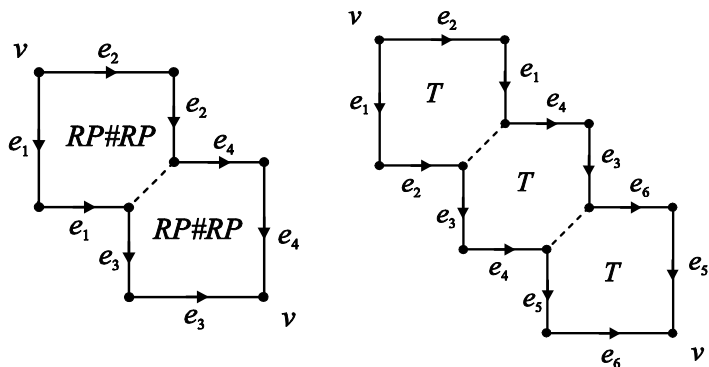 v
e₂
e₁
e₂
RP#RP
e₄
e₁
RP#RP
e₃
e₄
e₃
v
v
e₂
e₁
T
e₁
e₄
e₂
T
e₃
e₃
e₆
e₄
T
e₅
e₅
e₆
v